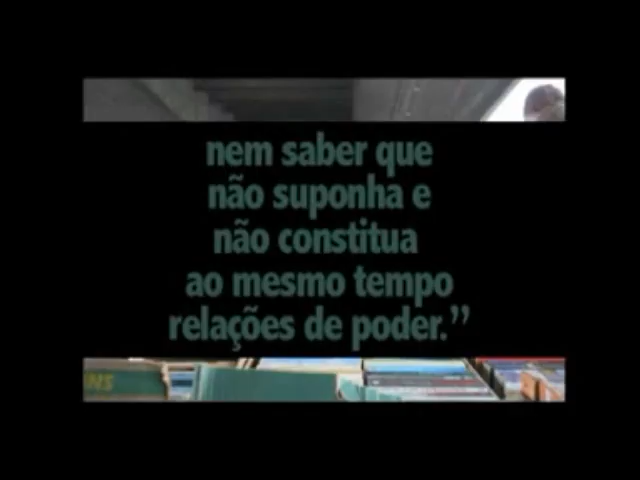 nem saber que
não suponha e
não constitua
ao mesmo tempo
relações de poder.”